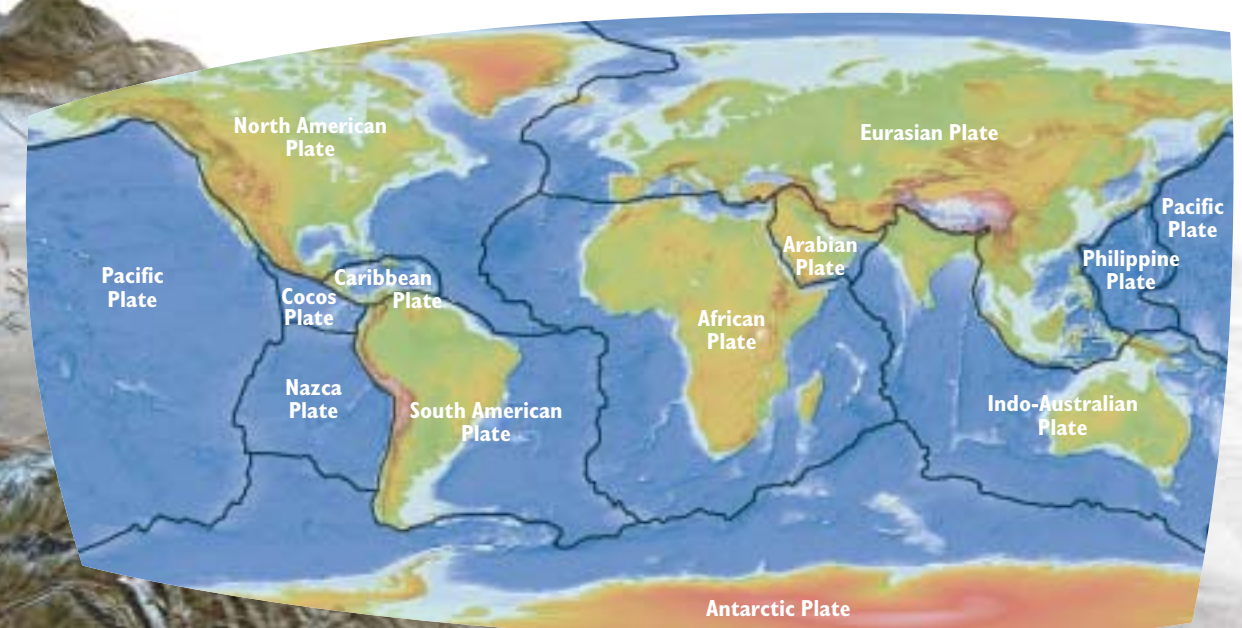 North American
Plate
Eurasian Plate
Pacific
Plate
Arabian
Plate
Philippine
Plate
Pacific
Plate
Caribbean
Plate
Cocos
Plate
African
Plate
Nazca
Plate
South American
Plate
Indo-Australian
Plate
Antarctic Plate